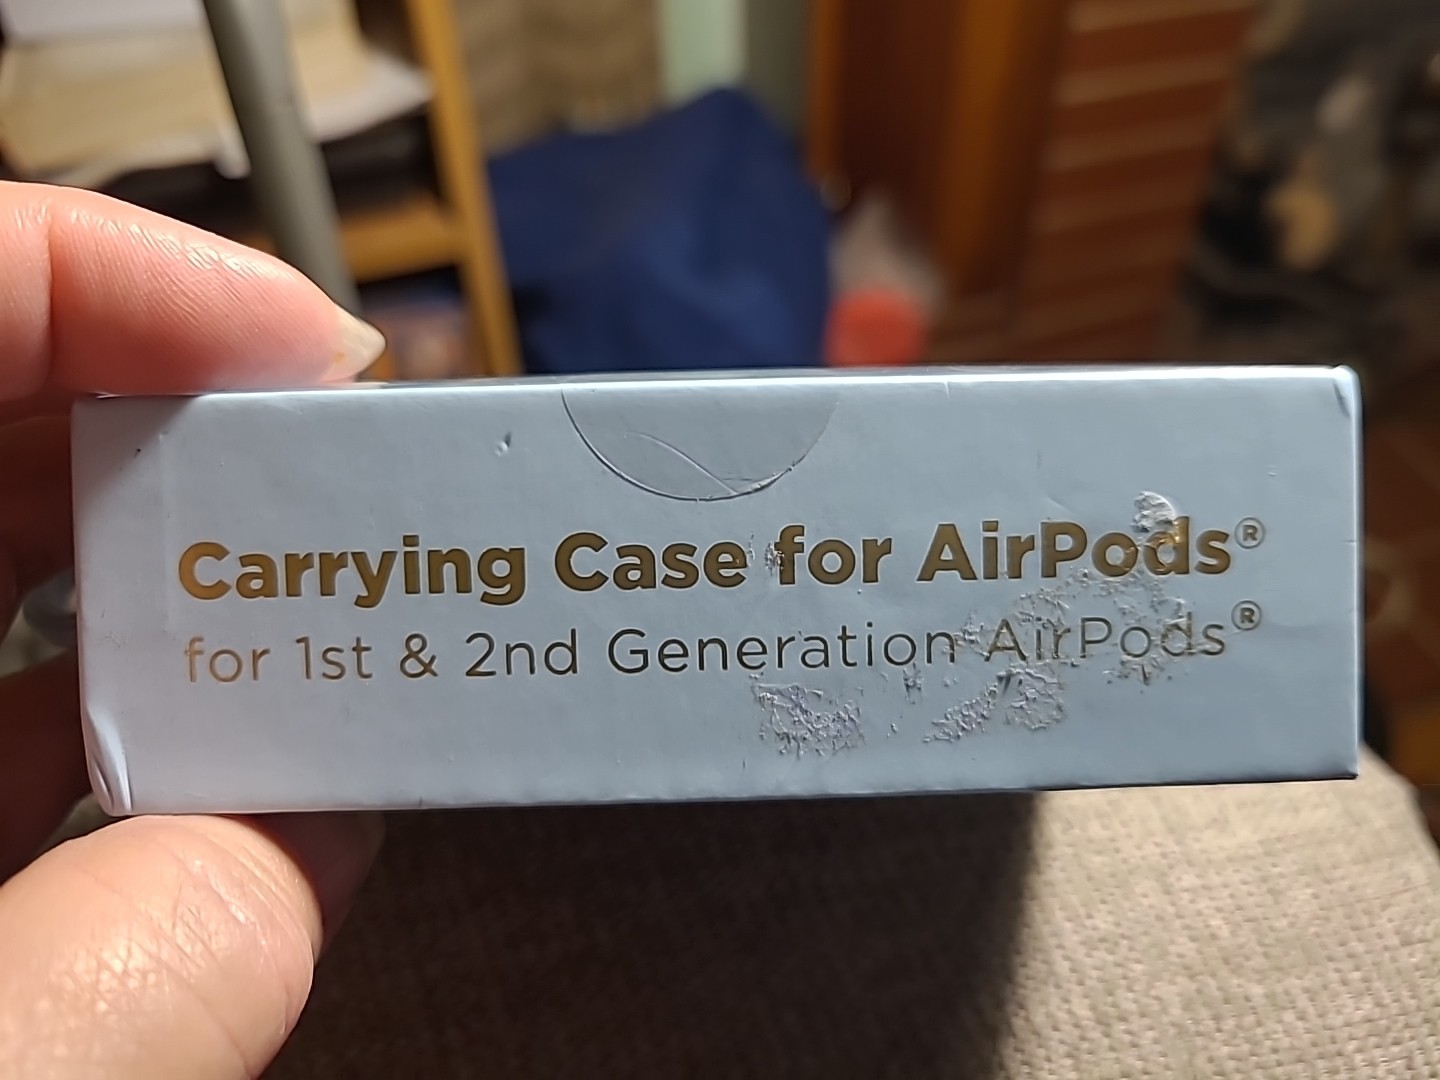 Carrying Case for AirPods®
for 1st & 2nd Generation AirPods®